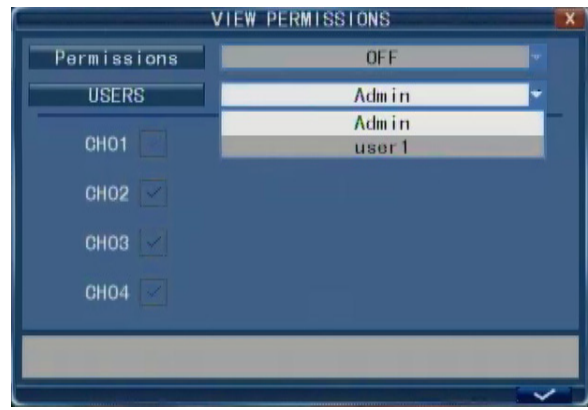 VIEW PERMISSIONS X
Permissions OFF
USERS Admin
Admin
user1
CH01
CH02
CH03
CH04